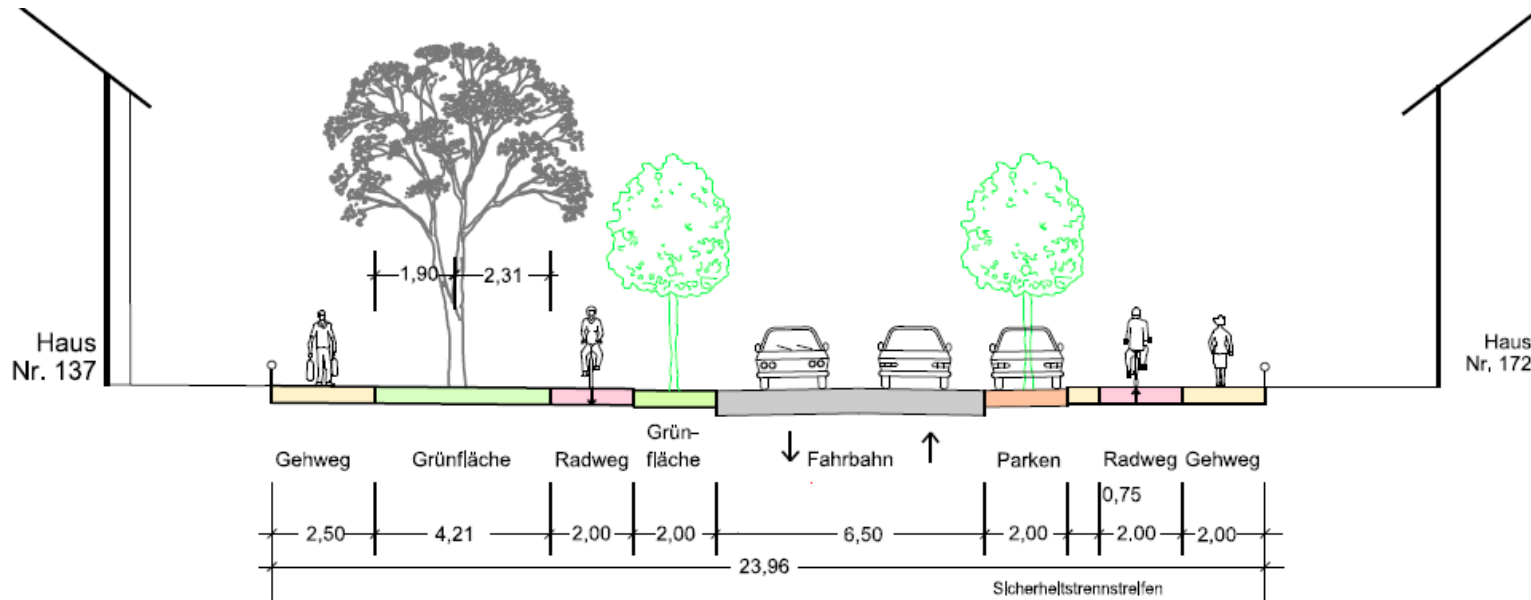 1,90
2,31
Haus
Nr. 137
Haus
Nr. 172
Gehweg
Grünfläche
Radweg
Grün-
fläche
Fahrbahn
Parken
Radweg
Gehweg
0,75
2,50
4,21
2,00
2,00
6,50
2,00
2.00
2,00
23,96
Sicherheitstrennstreifen